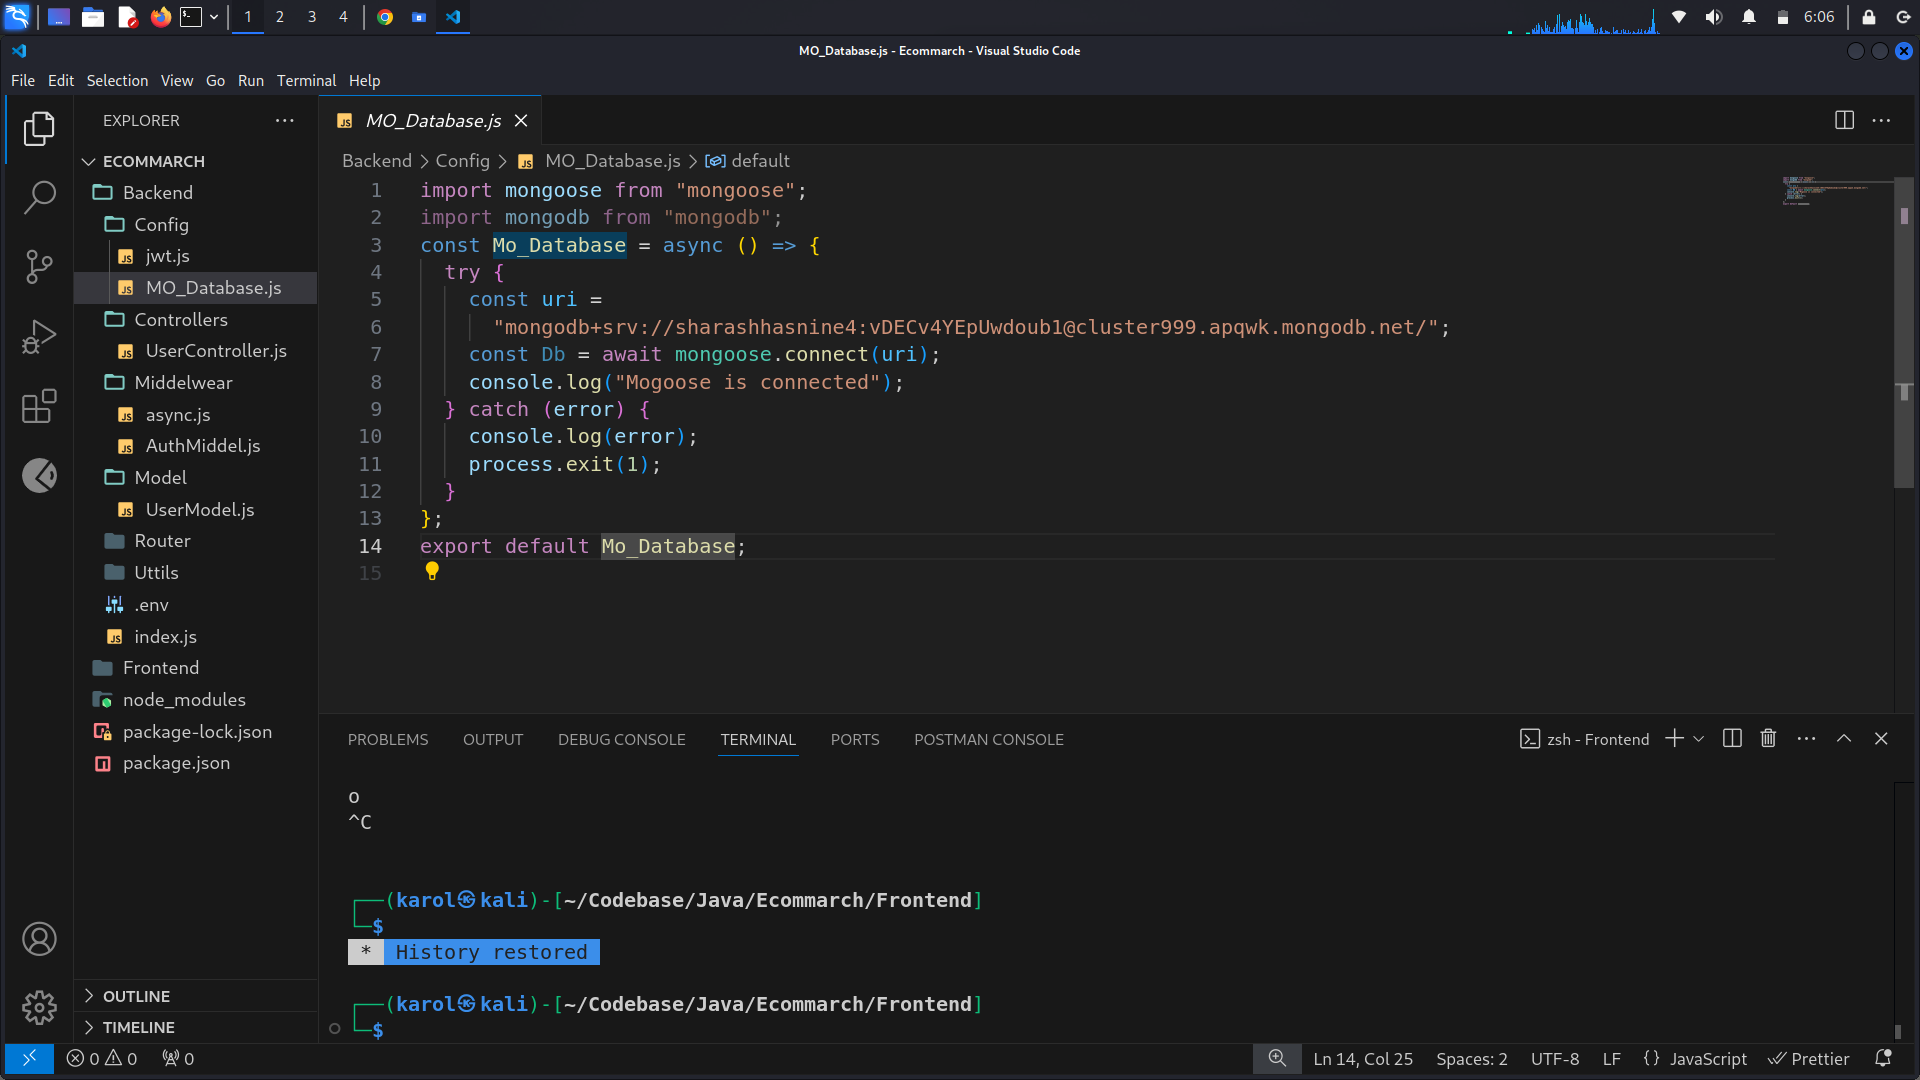 1 2 3 4 6:06
MO_Database.js - Ecommarch - Visual Studio Code
File Edit Selection View Go Run Terminal Help
EXPLORER
ECOMMARCH
Backend
Config
jwt.js
MO_Database.js
Controllers
UserController.js
Middelwear
async.js
AuthMiddel.js
Model
UserModel.js
Router
Uttils
.env
index.js
Frontend
node_modules
package-lock.json
package.json
OUTLINE
TIMELINE
MO_Database.js
Backend > Config > MO_Database.js > default
1 import mongoose from "mongoose";
2 import mongodb from "mongodb";
3 const Mo_Database = async () => {
4 try {
5 const uri =
6 "mongodb+srv://sharashhasnine4:vDECv4YEpUwdoub1@cluster999.apqwk.mongodb.net/";
7 const Db = await mongoose.connect(uri);
8 console.log("Mogoose is connected");
9 } catch (error) {
10 console.log(error);
11 process.exit(1);
12 }
13 };
14 export default Mo_Database;
15
PROBLEMS OUTPUT DEBUG CONSOLE TERMINAL PORTS POSTMAN CONSOLE zsh - Frontend
o
^C
(karol㉿kali)-[~/Codebase/Java/Ecommarch/Frontend]
$
* History restored
(karol㉿kali)-[~/Codebase/Java/Ecommarch/Frontend]
$
0 0 0 Ln 14, Col 25 Spaces: 2 UTF-8 LF {} JavaScript Prettier